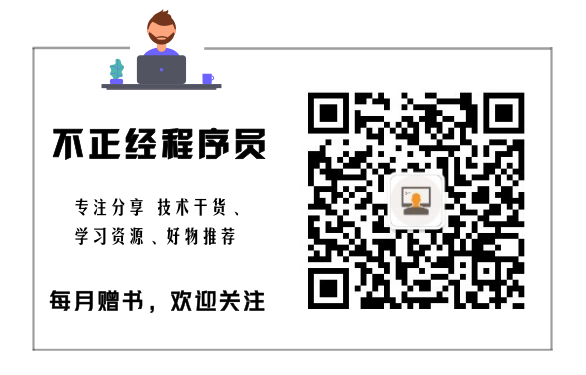 不正经程序员
专注分享 技术干货、
学习资源、好物推荐
每月赠书，欢迎关注